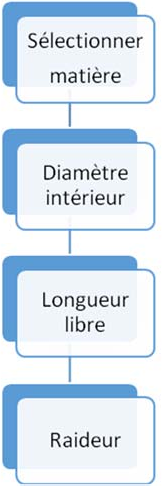 Sélectionner
matière
Diamètre
intérieur
Longueur
libre
Raideur